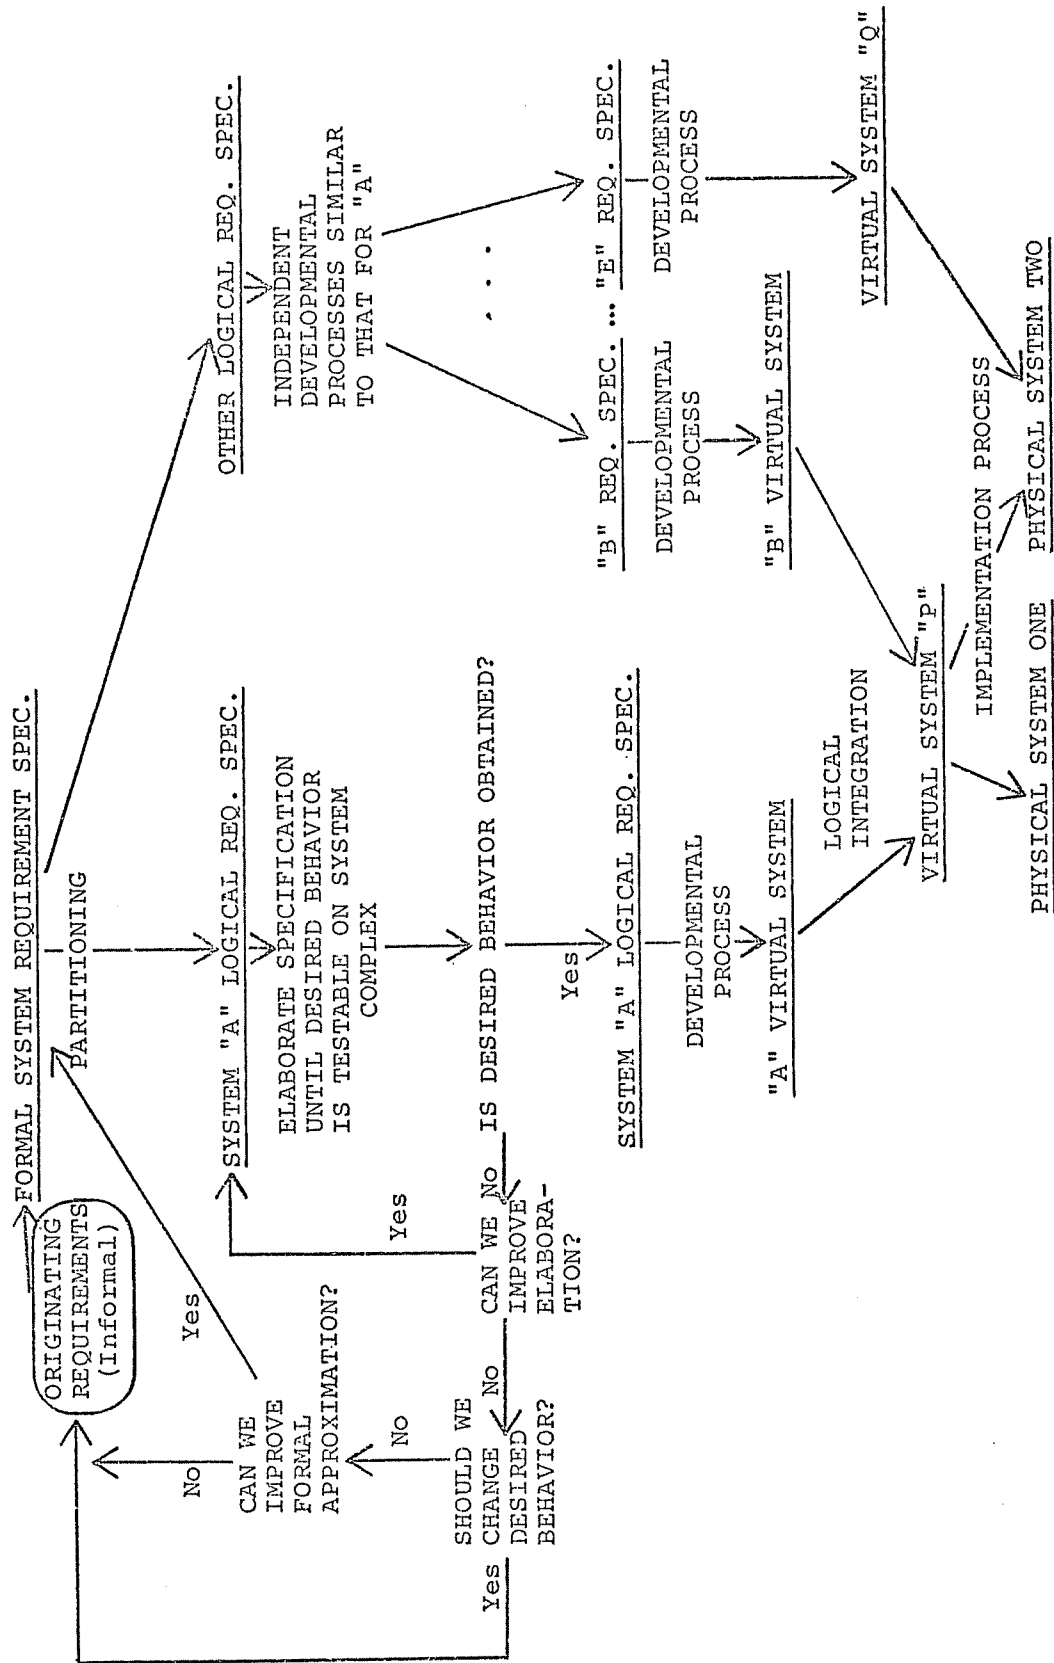 ORIGINATING
REQUIREMENTS
(Informal)
FORMAL SYSTEM REQUIREMENT SPEC.
PARTITIONING
OTHER LOGICAL REQ. SPEC.
INDEPENDENT
DEVELOPMENTAL
PROCESSES SIMILAR
TO THAT FOR "A"
. . .
SYSTEM "A" LOGICAL REQ. SPEC.
ELABORATE SPECIFICATION
UNTIL DESIRED BEHAVIOR
IS TESTABLE ON SYSTEM
COMPLEX
Yes
No
CAN WE
IMPROVE
FORMAL
APPROXIMATION?
No
Yes
SHOULD WE
CHANGE
DESIRED
BEHAVIOR?
Yes
No
CAN WE
IMPROVE
ELABORA-
TION?
No
IS DESIRED BEHAVIOR OBTAINED?
Yes
SYSTEM "A" LOGICAL REQ. SPEC.
DEVELOPMENTAL
PROCESS
"A" VIRTUAL SYSTEM
"B" REQ. SPEC. ... "E" REQ. SPEC.
DEVELOPMENTAL
PROCESS
DEVELOPMENTAL
PROCESS
"B" VIRTUAL SYSTEM
LOGICAL
INTEGRATION
VIRTUAL SYSTEM "P"
VIRTUAL SYSTEM "Q"
IMPLEMENTATION PROCESS
PHYSICAL SYSTEM ONE
PHYSICAL SYSTEM TWO